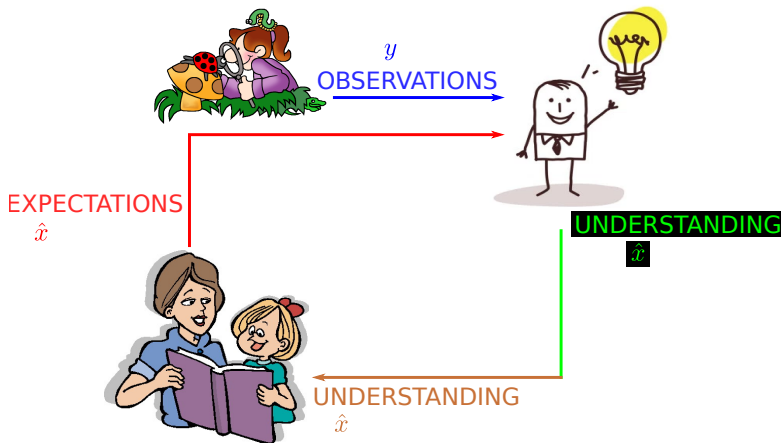 y
OBSERVATIONS
EXPECTATIONS
x̂
UNDERSTANDING
x̂
UNDERSTANDING
x̂